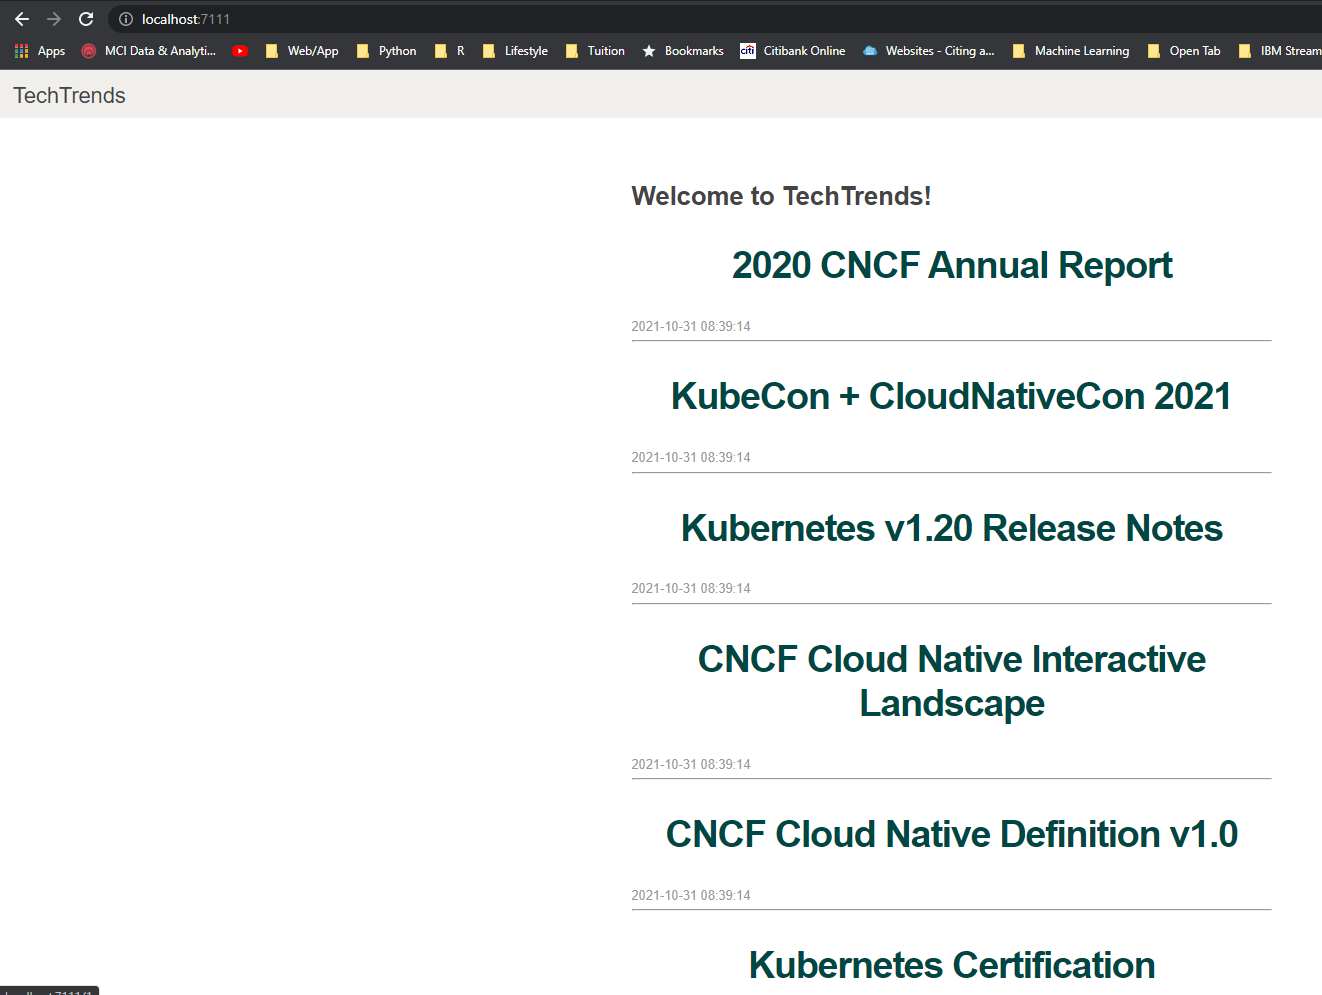 localhost:7111
Apps MCI Data & Analyti... Web/App Python R Lifestyle Tuition Bookmarks citi Citibank Online Websites - Citing a... Machine Learning Open Tab IBM Stream
TechTrends
Welcome to TechTrends!
2020 CNCF Annual Report
2021-10-31 08:39:14
KubeCon + CloudNativeCon 2021
2021-10-31 08:39:14
Kubernetes v1.20 Release Notes
2021-10-31 08:39:14
CNCF Cloud Native Interactive
Landscape
2021-10-31 08:39:14
CNCF Cloud Native Definition v1.0
2021-10-31 08:39:14
Kubernetes Certification